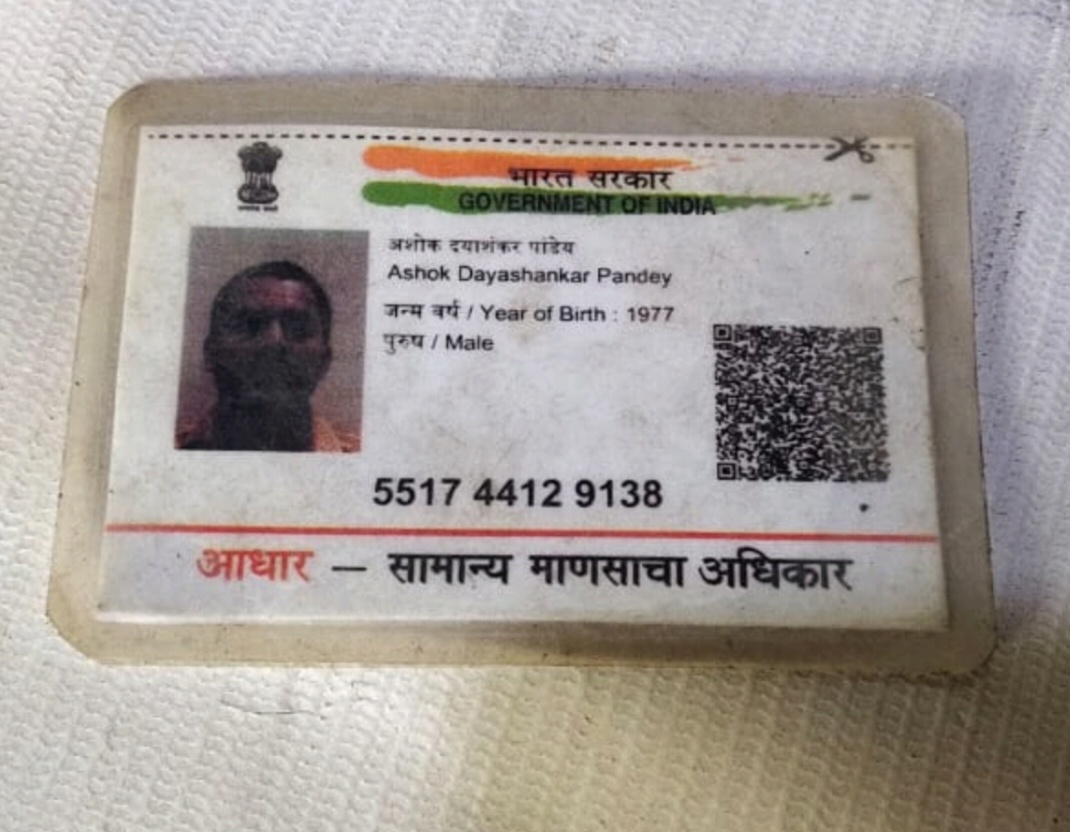 भारत सरकार
GOVERNMENT OF INDIA
अशोक दयाशंकर पांडेय
Ashok Dayashankar Pandey
जन्म वर्ष / Year of Birth : 1977
पुरुष / Male
5517 4412 9138
आधार — सामान्य माणसाचा अधिकार